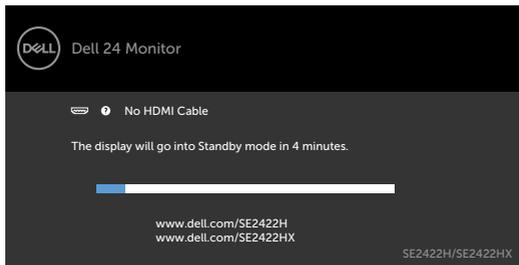 DELL
Dell 24 Monitor
? No HDMI Cable
The display will go into Standby mode in 4 minutes.
www.dell.com/SE2422H
www.dell.com/SE2422HX
SE2422H/SE2422HX